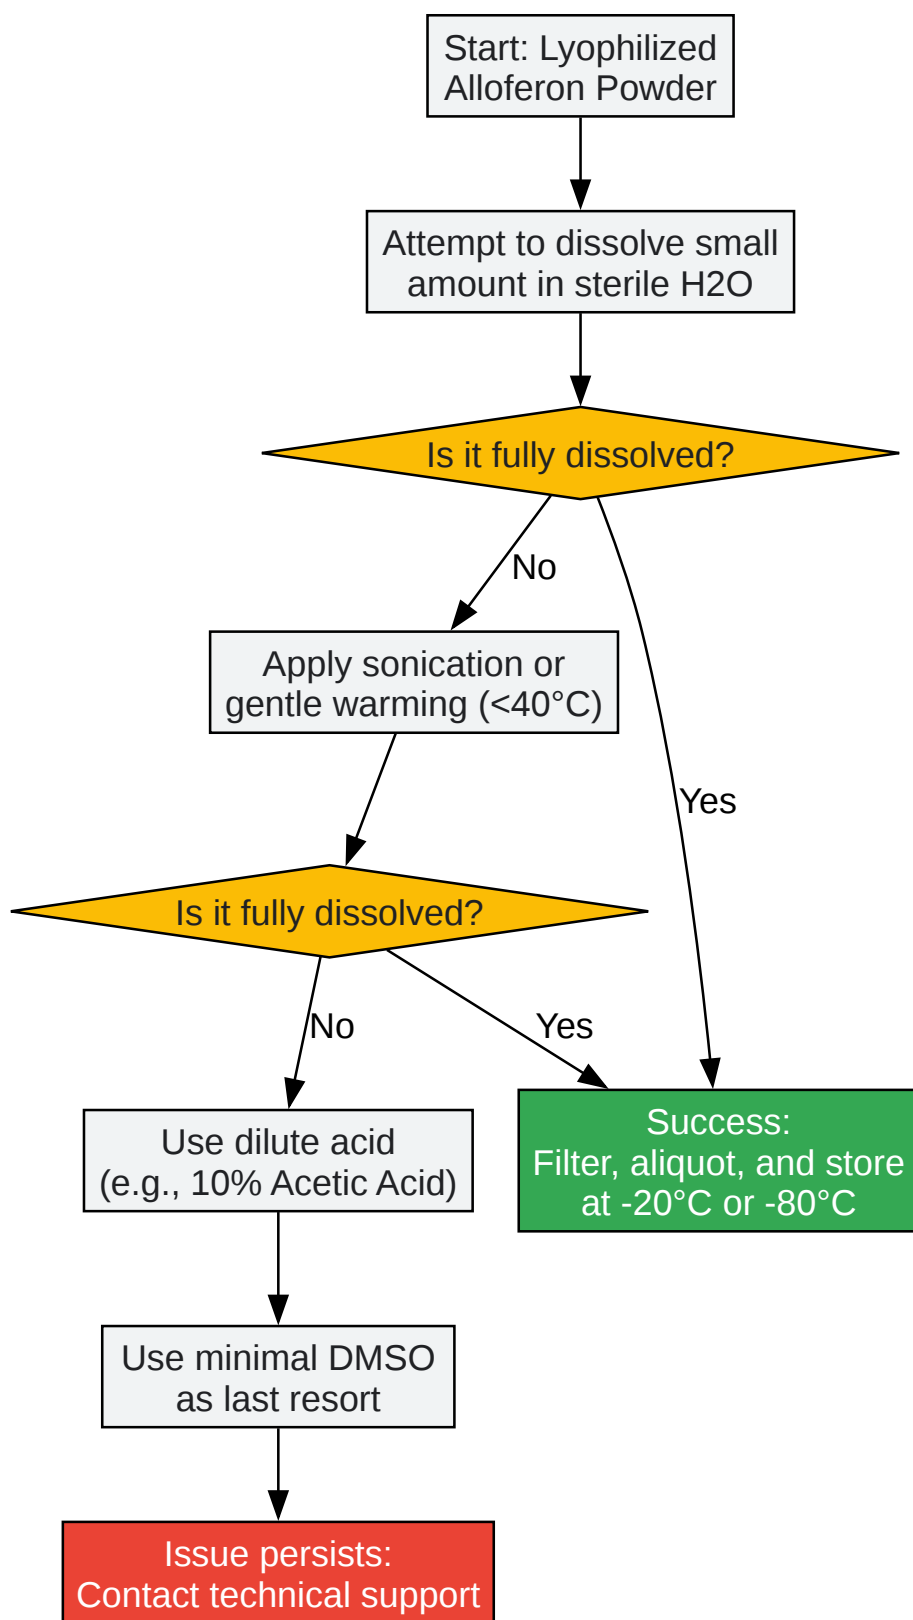 Start: Lyophilized
Alloferon Powder
Attempt to dissolve small
amount in sterile H2O
Is it fully dissolved?
No
Apply sonication or
gentle warming (<40°C)
Yes
Is it fully dissolved?
No
Yes
Use dilute acid
(e.g., 10% Acetic Acid)
Success:
Filter, aliquot, and store
at -20°C or -80°C
Use minimal DMSO
as last resort
Issue persists:
Contact technical support